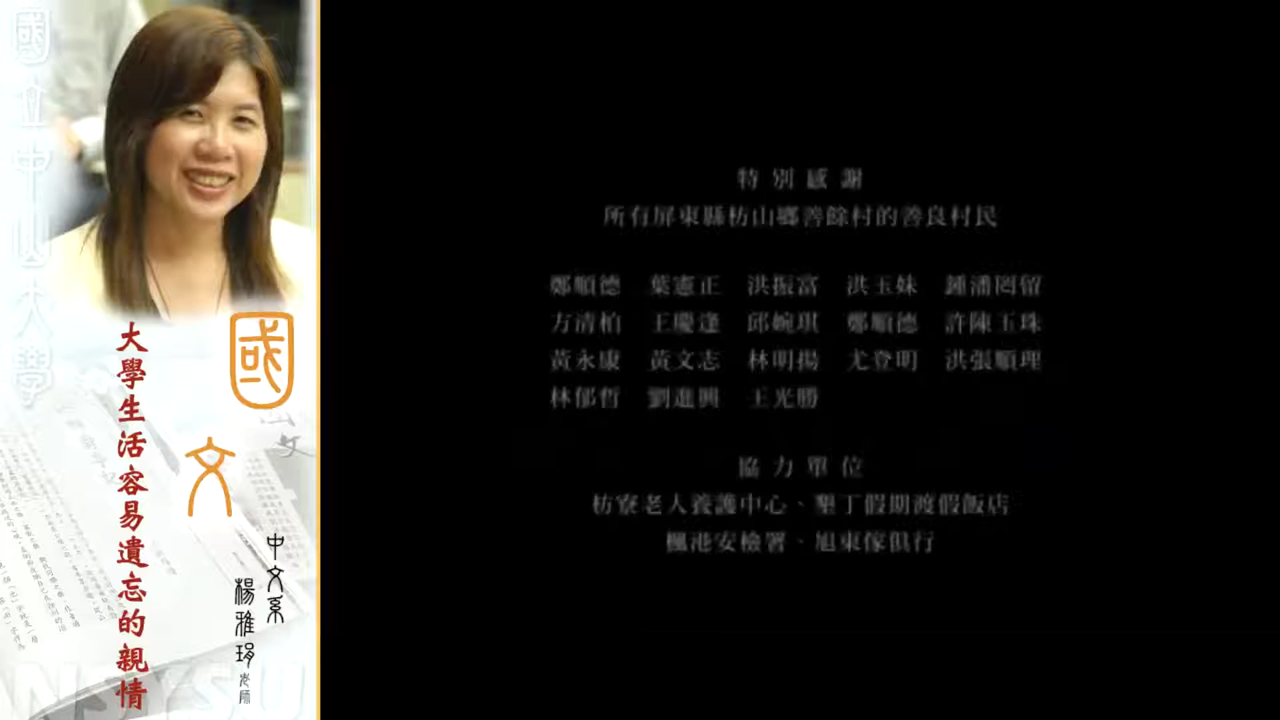 國立中山大學
國文
大學生活容易遺忘的親情
中文系
楊雅琄老師
NSYSU
特別感謝
所有屏東縣枋山鄉善餘村的善良村民
鄭順德 葉憲正 洪振富 洪玉妹 鍾潘罔留
方清柏 王慶逢 邱婉琪 鄭順德 許陳玉珠
黃永康 黃文志 林明揚 尤登明 洪張順理
林郁哲 劉進興 王光勝
協力單位
枋寮老人養護中心、墾丁假期渡假飯店
楓港安檢署、旭東傢俱行